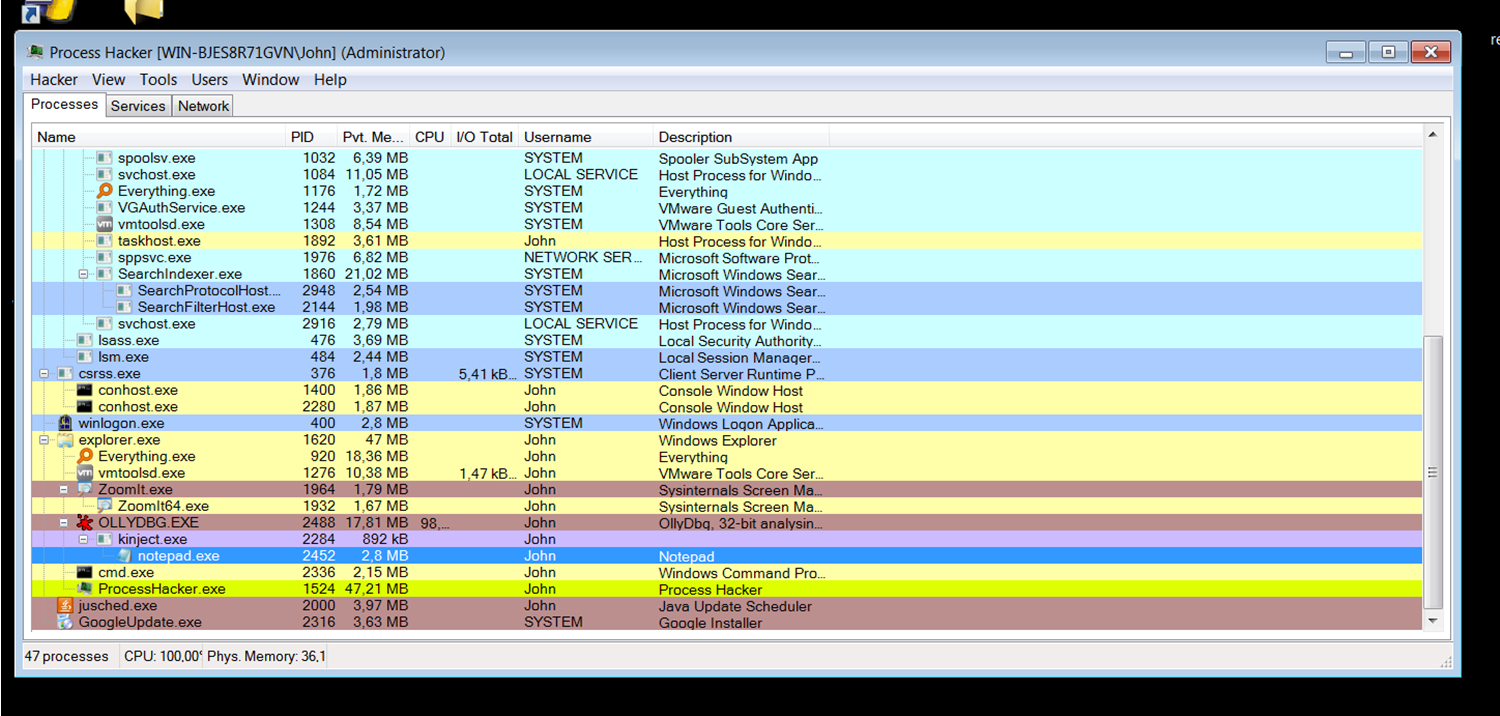 re
Process Hacker [WIN-BJES8R71GVN\John] (Administrator)
Hacker View Tools Users Window Help
Processes Services Network
Name PID Pvt. Me... CPU I/O Total Username Description
spoolsv.exe 1032 6,39 MB SYSTEM Spooler SubSystem App
svchost.exe 1084 11,05 MB LOCAL SERVICE Host Process for Windo...
Everything.exe 1176 1,72 MB SYSTEM Everything
VGAuthService.exe 1244 3,37 MB SYSTEM VMware Guest Authenti...
vm vmtoolsd.exe 1308 8,54 MB SYSTEM VMware Tools Core Ser...
taskhost.exe 1892 3,61 MB John Host Process for Windo...
sppsvc.exe 1976 6,82 MB NETWORK SER... Microsoft Software Prot...
SearchIndexer.exe 1860 21,02 MB SYSTEM Microsoft Windows Sear...
SearchProtocolHost.... 2948 2,54 MB SYSTEM Microsoft Windows Sear...
SearchFilterHost.exe 2144 1,98 MB SYSTEM Microsoft Windows Sear...
svchost.exe 2916 2,79 MB LOCAL SERVICE Host Process for Windo...
lsass.exe 476 3,69 MB SYSTEM Local Security Authority...
lsm.exe 484 2,44 MB SYSTEM Local Session Manager...
csrss.exe 376 1,8 MB 5,41 kB... SYSTEM Client Server Runtime P...
conhost.exe 1400 1,86 MB John Console Window Host
conhost.exe 2280 1,87 MB John Console Window Host
winlogon.exe 400 2,8 MB SYSTEM Windows Logon Applica...
explorer.exe 1620 47 MB John Windows Explorer
Everything.exe 920 18,36 MB John Everything
vm vmtoolsd.exe 1276 10,38 MB 1,47 kB... John VMware Tools Core Ser...
ZoomIt.exe 1964 1,79 MB John Sysinternals Screen Ma...
ZoomIt64.exe 1932 1,67 MB John Sysinternals Screen Ma...
OLLYDBG.EXE 2488 17,81 MB 98,... John OllyDbg, 32-bit analysin...
kinject.exe 2284 892 kB John
notepad.exe 2452 2,8 MB John Notepad
cmd.exe 2336 2,15 MB John Windows Command Pro...
ProcessHacker.exe 1524 47,21 MB John Process Hacker
jusched.exe 2000 3,97 MB John Java Update Scheduler
GoogleUpdate.exe 2316 3,63 MB SYSTEM Google Installer
47 processes CPU: 100,00% Phys. Memory: 36,1